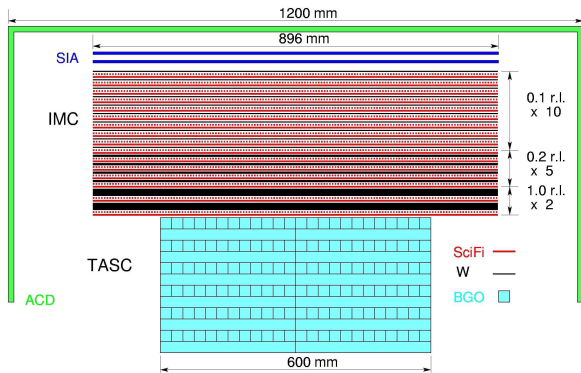 1200 mm
896 mm
SIA
IMC
0.1 r.l.
x 10
0.2 r.l.
x 5
1.0 r.l.
x 2
TASC
SciFi
W
BGO
ACD
600 mm